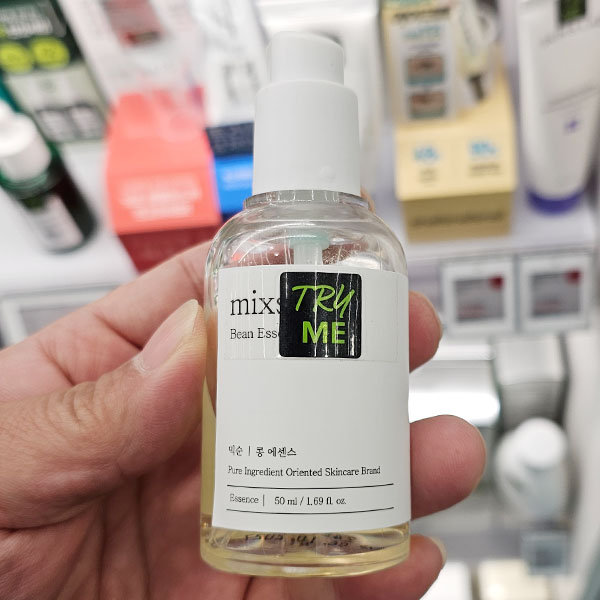 mixs
TRY
ME
Bean Esse
믹순 | 콩 에센스
Pure Ingredient Oriented Skincare Brand
Essence | 50 ml / 1.69 fl. oz.